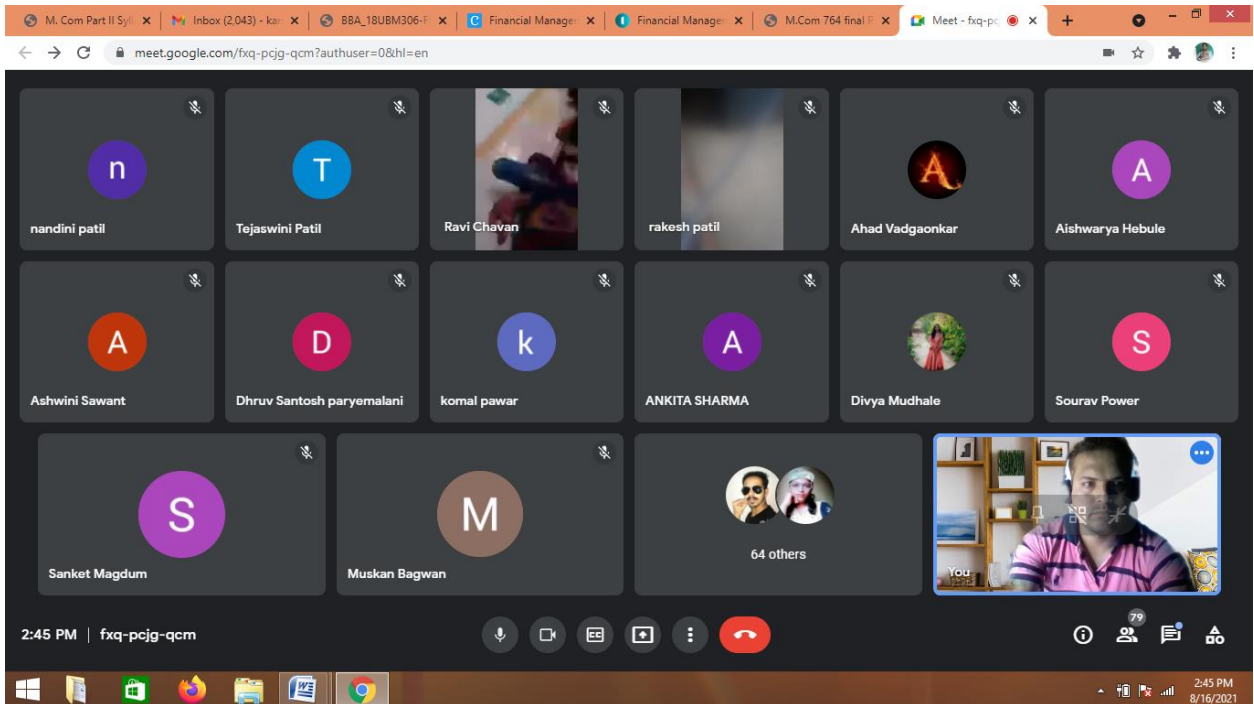 M. Com Part II Syll
Inbox (2,043) - kar
BBA_18UBM306-F
Financial Manager
Financial Manager
M.Com 764 final P
Meet - fxq-pc
meet.google.com/fxq-pcjg-qcm?authuser=0&hl=en
n
T
A
A
nandini patil
Tejaswini Patil
Ravi Chavan
rakesh patil
Ahad Vadgaonkar
Aishwarya Hebule
A
D
k
A
S
Ashwini Sawant
Dhruv Santosh paryemalani
komal pawar
ANKITA SHARMA
Divya Mudhale
Sourav Power
S
M
64 others
Sanket Magdum
Muskan Bagwan
You
2:45 PM | fxq-pcjg-qcm
CC
79
2:45 PM
8/16/2021